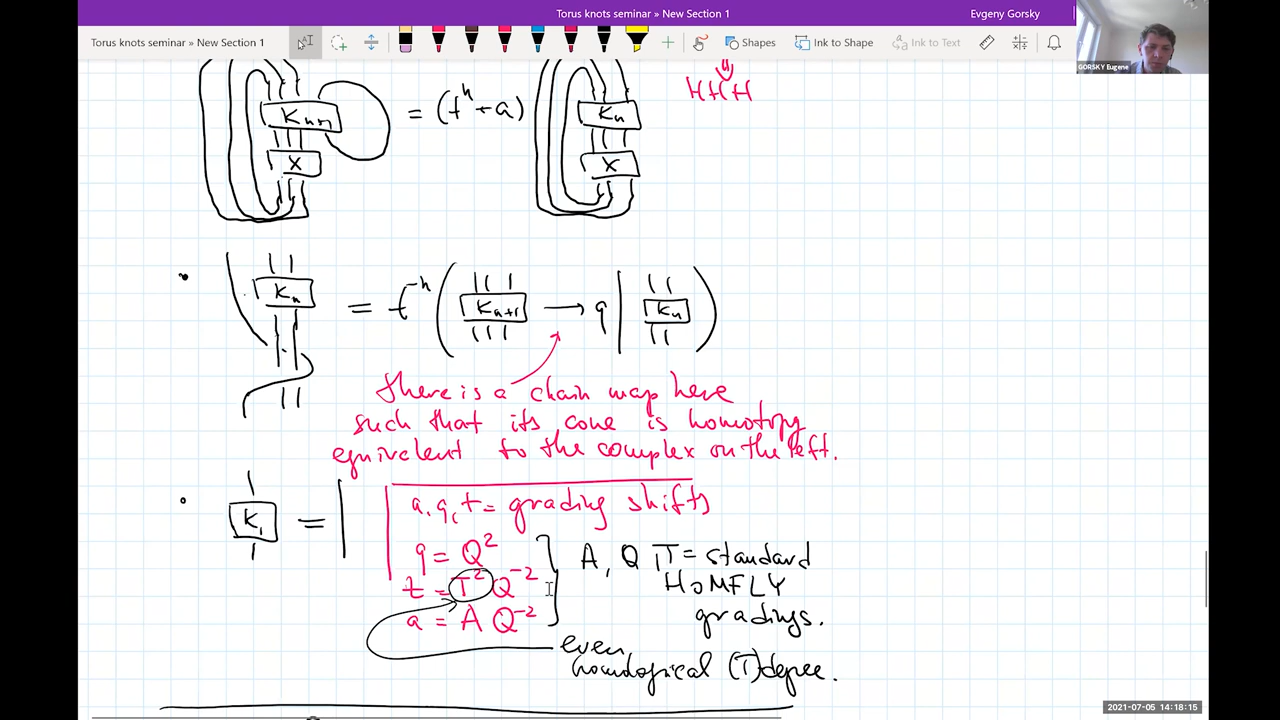 Torus knots seminar » New Section 1
Evgeny Gorsky
Torus knots seminar » New Section 1
Shapes
Ink to Shape
Ink to Text
GORSKY Eugene
HHH
K_{n+1} = (t^n + a) K_n
X X
K_n = t^{-n} ( K_{n+1} → q K_n )
there is a chain map here
such that its cone is homotopy
equivalent to the complex on the left.
K_1 = |
a, q, t = grading shifts
q = Q^2
t = T^2 Q^{-2}
a = A Q^{-2}
A, Q, T = standard
HOMFLY
gradings.
even
homological (T) degree.
2021-07-05 14:18:15